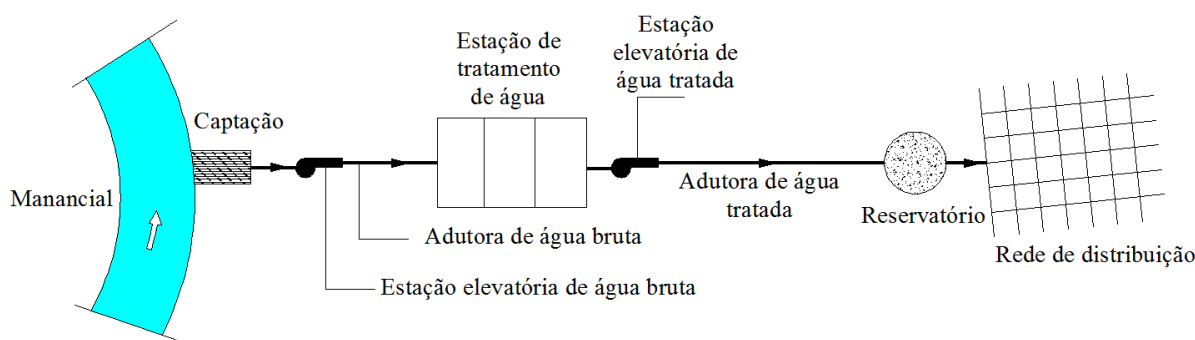 Manancial
Captação
Estação elevatória de água bruta
Adutora de água bruta
Estação de
tratamento
de água
Estação
elevatória de
água tratada
Adutora de água
tratada
Reservatório
Rede de distribuição